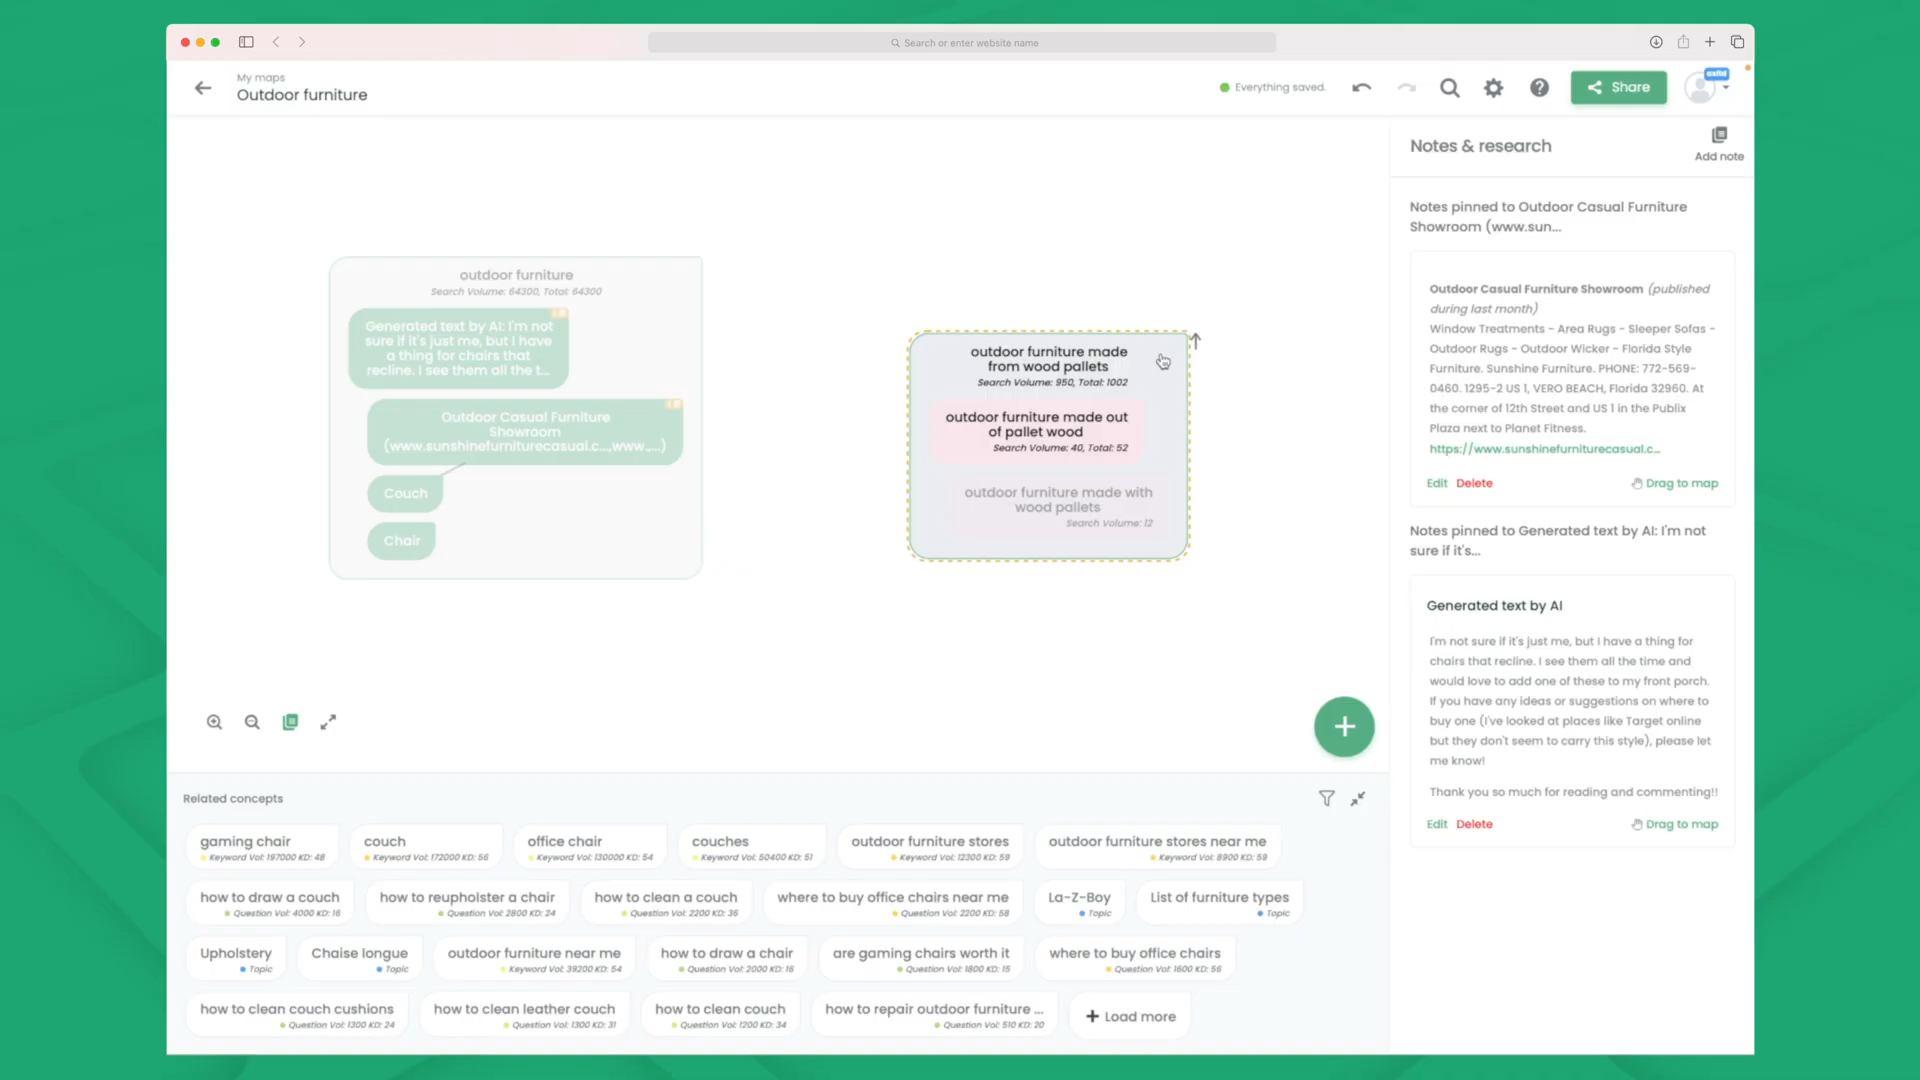 Search or enter website name
My maps
Outdoor furniture
Everything saved.
Share
Notes & research
Add note
outdoor furniture
Search Volume: 64300, Total: 64300
Generated text by AI: I'm not
sure if it's just me, but I have
a thing for chairs that
recline. I see them all the t...
Outdoor Casual Furniture
Showroom
(www.sunshinefurniturecasual.c...,www.,...)
Couch
Chair
outdoor furniture made
from wood pallets
Search Volume: 950, Total: 1002
outdoor furniture made out
of pallet wood
Search Volume: 40, Total: 52
outdoor furniture made with
wood pallets
Search Volume: 12
Notes pinned to Outdoor Casual Furniture
Showroom (www.sun...
Outdoor Casual Furniture Showroom (published
during last month)
Window Treatments - Area Rugs - Sleeper Sofas -
Outdoor Rugs - Outdoor Wicker - Florida Style
Furniture. Sunshine Furniture. PHONE: 772-569-
0460. 1295-2 US 1, VERO BEACH, Florida 32960. At
the corner of 12th Street and US 1 in the Publix
Plaza next to Planet Fitness.
https://www.sunshinefurniturecasual.c...
Edit Delete Drag to map
Notes pinned to Generated text by AI: I'm not
sure if it's...
Generated text by AI
I'm not sure if it's just me, but I have a thing for
chairs that recline. I see them all the time and
would love to add one of these to my front porch.
If you have any ideas or suggestions on where to
buy one (I've looked at places like Target online
but they don't seem to carry this style), please let
me know!
Thank you so much for reading and commenting!!
Edit Delete Drag to map
Related concepts
gaming chair
Keyword Vol: 197000 KD: 48
couch
Keyword Vol: 172000 KD: 56
office chair
Keyword Vol: 130000 KD: 54
couches
Keyword Vol: 50400 KD: 51
outdoor furniture stores
Keyword Vol: 12300 KD: 59
outdoor furniture stores near me
Keyword Vol: 8900 KD: 59
how to draw a couch
Question Vol: 4000 KD: 16
how to reupholster a chair
Question Vol: 2800 KD: 24
how to clean a couch
Question Vol: 2200 KD: 36
where to buy office chairs near me
Question Vol: 2200 KD: 58
La-Z-Boy
Topic
List of furniture types
Topic
Upholstery
Topic
Chaise longue
Topic
outdoor furniture near me
Keyword Vol: 39200 KD: 54
how to draw a chair
Question Vol: 2000 KD: 16
are gaming chairs worth it
Question Vol: 1800 KD: 15
where to buy office chairs
Question Vol: 1600 KD: 56
how to clean couch cushions
Question Vol: 1300 KD: 24
how to clean leather couch
Question Vol: 1300 KD: 31
how to clean couch
Question Vol: 1200 KD: 34
how to repair outdoor furniture ...
Question Vol: 510 KD: 20
Load more